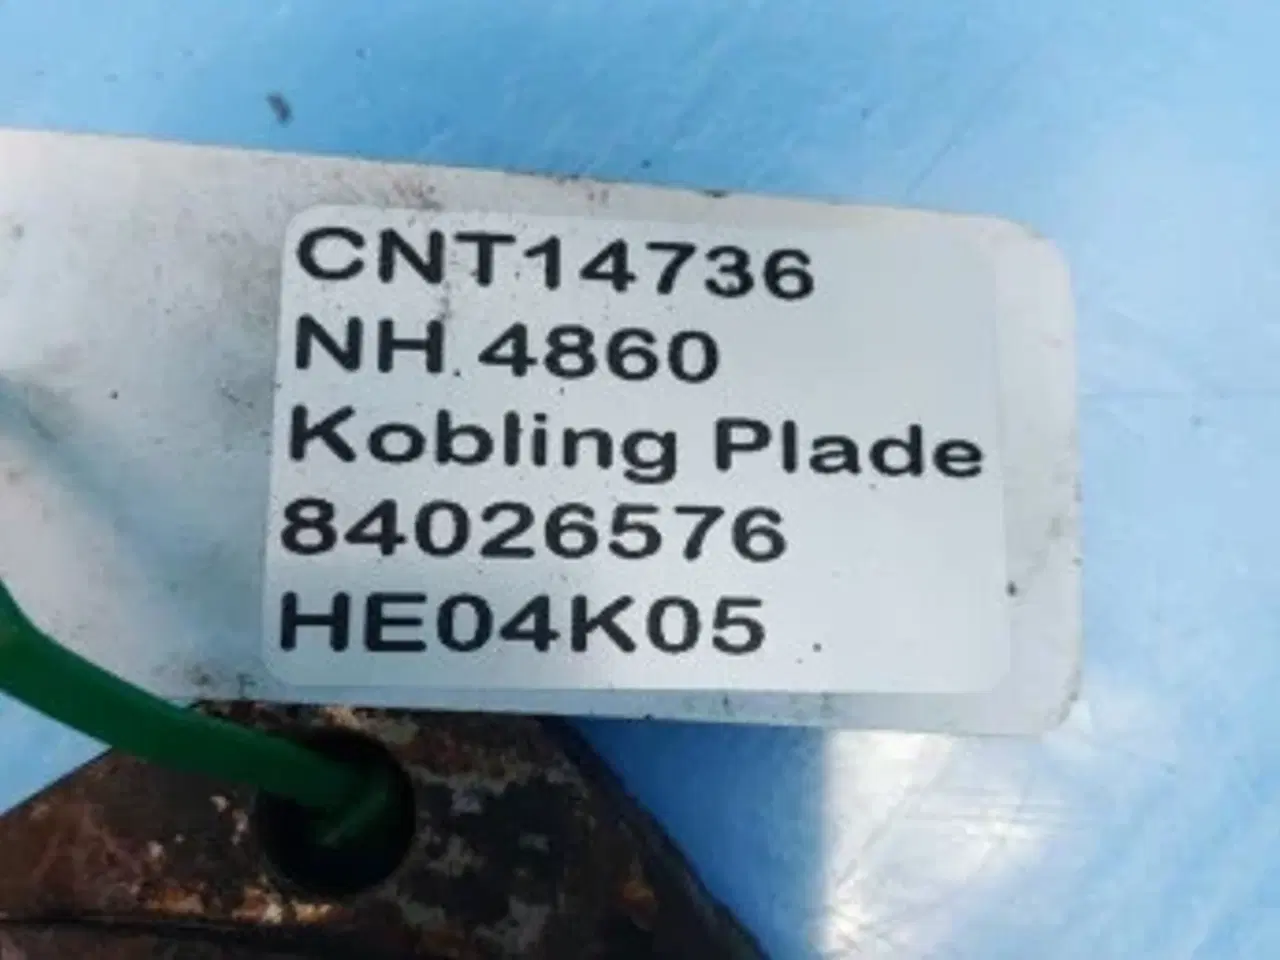 CNT14736
NH 4860
Kobling Plade
84026576
HE04K05